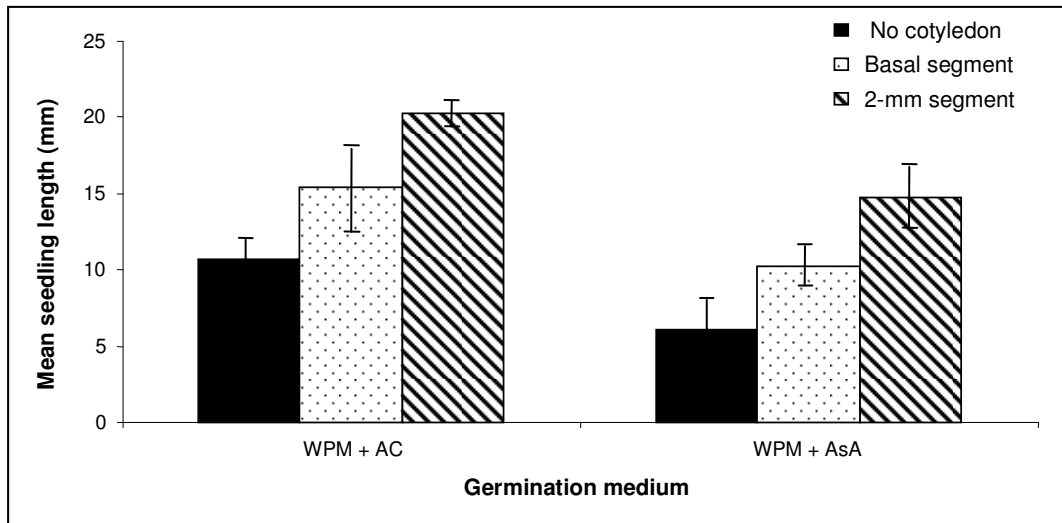 No cotyledon
Basal segment
2-mm segment
Mean seedling length (mm)
25
20
15
10
5
0
WPM + AC
WPM + AsA
Germination medium